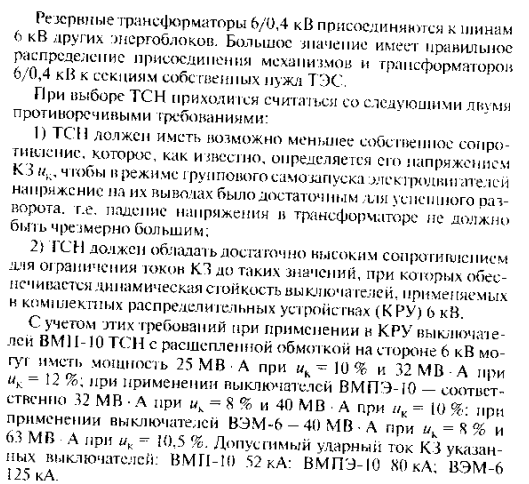 Резервные трансформаторы 6/0,4 кВ присоединяются к шинам
6 кВ других энергоблоков. Большое значение имеет правильное
распределение присоединения механизмов и трансформаторов
6/0,4 кВ к секциям собственных нужд ТЭС.
При выборе ТСН приходится считаться со следующими двумя
противоречивыми требованиями:
1) ТСН должен иметь возможно меньшее собственное сопро-
тивление, которое, как известно, определяется его напряжением
КЗ uк, чтобы в режиме группового самозапуска электродвигателей
напряжение на их выводах было достаточным для успешного раз-
ворота, т.е. падение напряжения в трансформаторе не должно
быть чрезмерно большим;
2) ТСН должен обладать достаточно высоким сопротивлением
для ограничения токов КЗ до таких значений, при которых обес-
печивается динамическая стойкость выключателей, применяемых
в комплектных распределительных устройствах (КРУ) 6 кВ.
С учетом этих требований при применении в КРУ выключате-
лей ВМП-10 ТСН с расщепленной обмоткой на стороне 6 кВ мо-
гут иметь мощность 25 МВ · А при uк = 10 % и 32 МВ · А при
uк = 12 %; при применении выключателей ВМПЭ-10 — соответ-
ственно 32 МВ · А при uк = 8 % и 40 МВ · А при uк = 10 %; при
применении выключателей ВЭМ-6 – 40 МВ · А при uк = 8 % и
63 МВ · А при uк = 10,5 %. Допустимый ударный ток КЗ указан-
ных выключателей: ВМП-10 52 кА; ВМПЭ-10 80 кА; ВЭМ-6
125 кА.